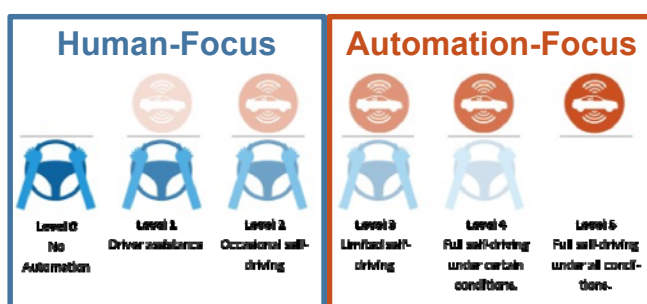 Human-Focus
Automation-Focus
Level 0
No
Automation
Level 1
Driver assistance
Level 2
Occasional self-
driving
Level 3
Limited self-
driving
Level 4
Full self-driving
under certain
conditions.
Level 5
Full self-driving
under all condi-
tions.